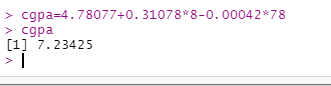 > cgpa=4.78077+0.31078*8-0.00042*78
> cgpa
[1] 7.23425
>